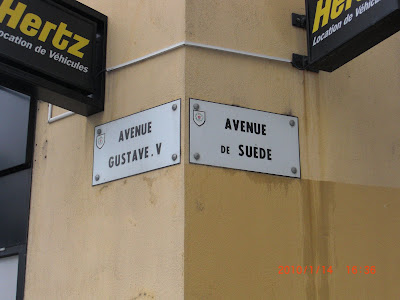 Hertz
Location de Véhicules
Hertz
Location de Véhicules
AVENUE
GUSTAVE.V
AVENUE
DE SUEDE